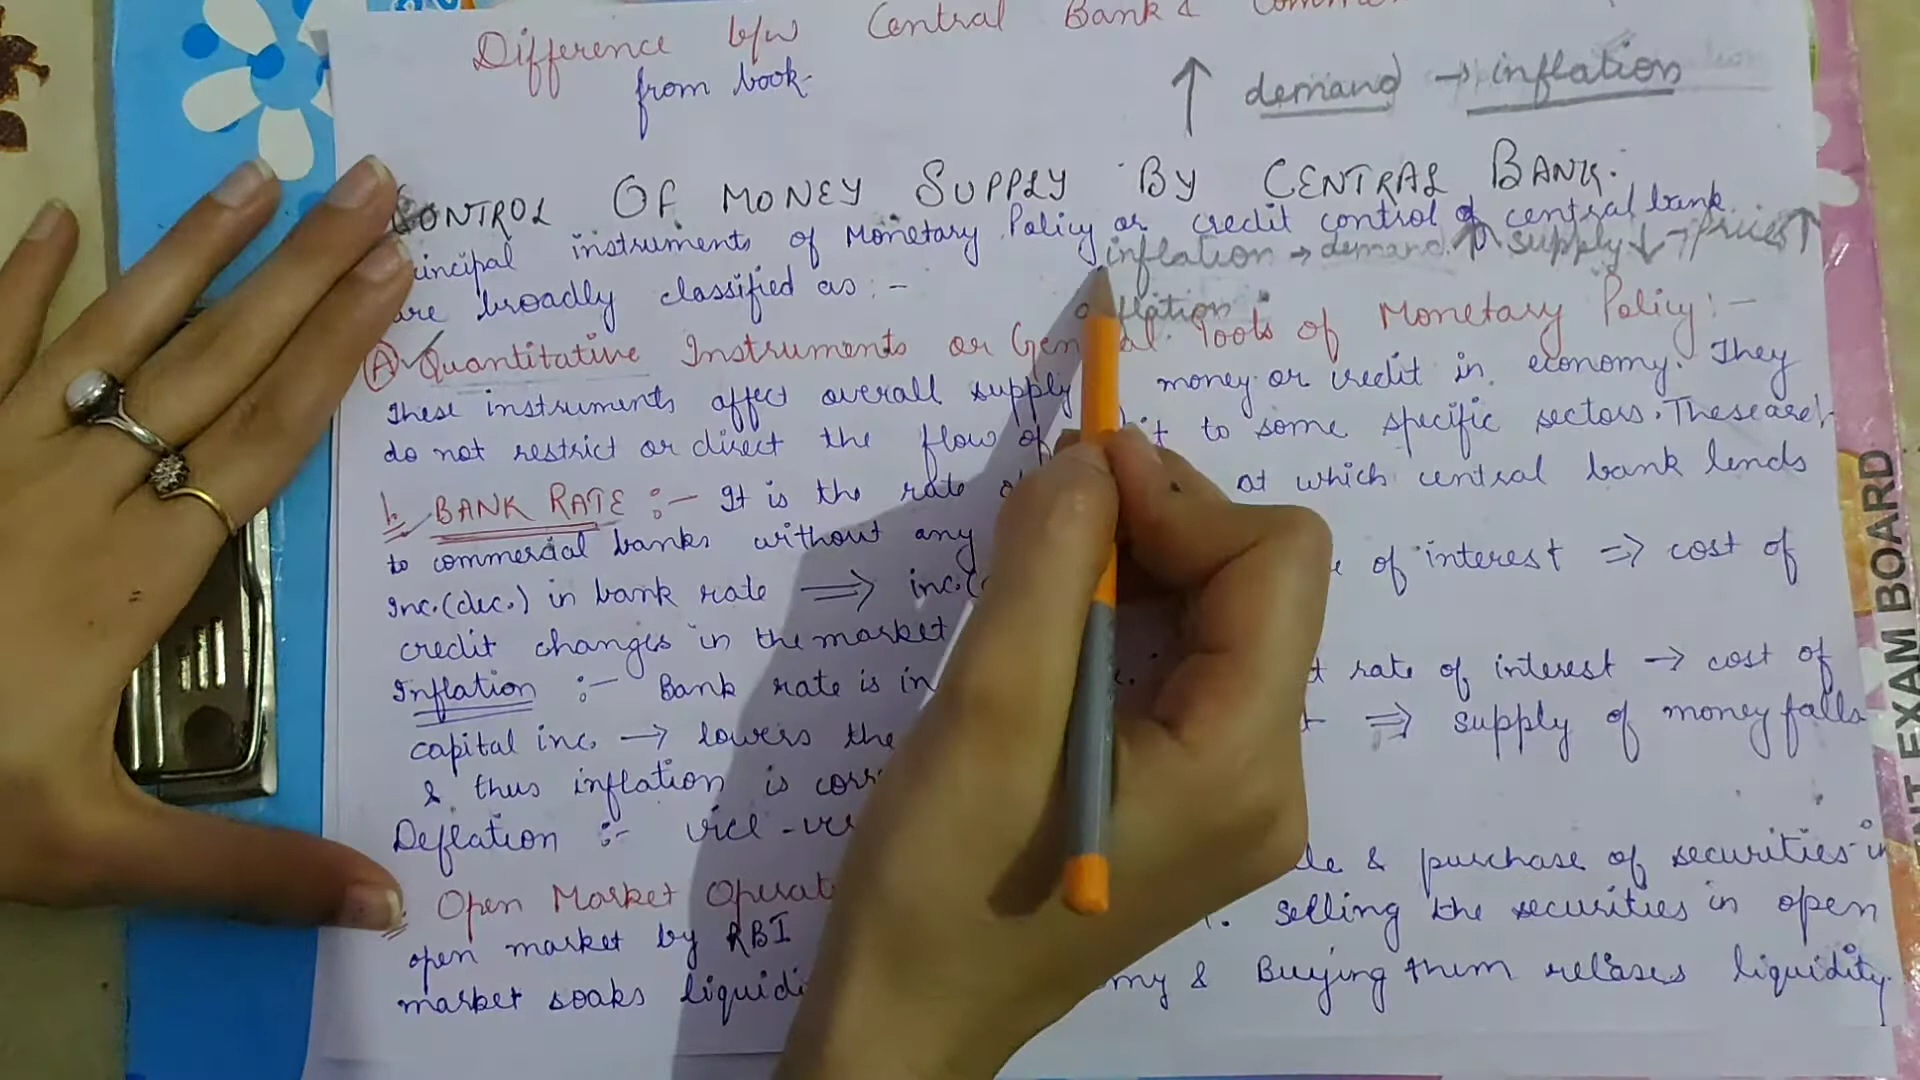 Difference b/w Central Bank &
from book-
↑ demand → inflation
CONTROL OF MONEY SUPPLY BY CENTRAL BANK.
instruments of Monetary Policy or credit control of central bank
inflation → demand ↑ supply ↓ → prices ↑
are broadly classified as :-
flation
(A) Quantitative Instruments or General Tools of Monetary Policy :-
These instruments affect overall supply money or credit in economy. They
do not restrict or direct the flow of to some specific sectors. These are
1. BANK RATE :- It is the rate at which central bank lends
to commercial banks without any
Inc.(dec.) in bank rate ⇒ inc.( of interest ⇒ cost of
credit changes in the market
Inflation :- Bank rate is in rate of interest → cost of
capital inc. → lowers the ⇒ supply of money falls
& thus inflation is
Deflation :- vice-
Open Market & purchase of securities in
open market by RBI selling the securities in open
market soaks & Buying them releases liquidity.
ENT EXAM BOARD